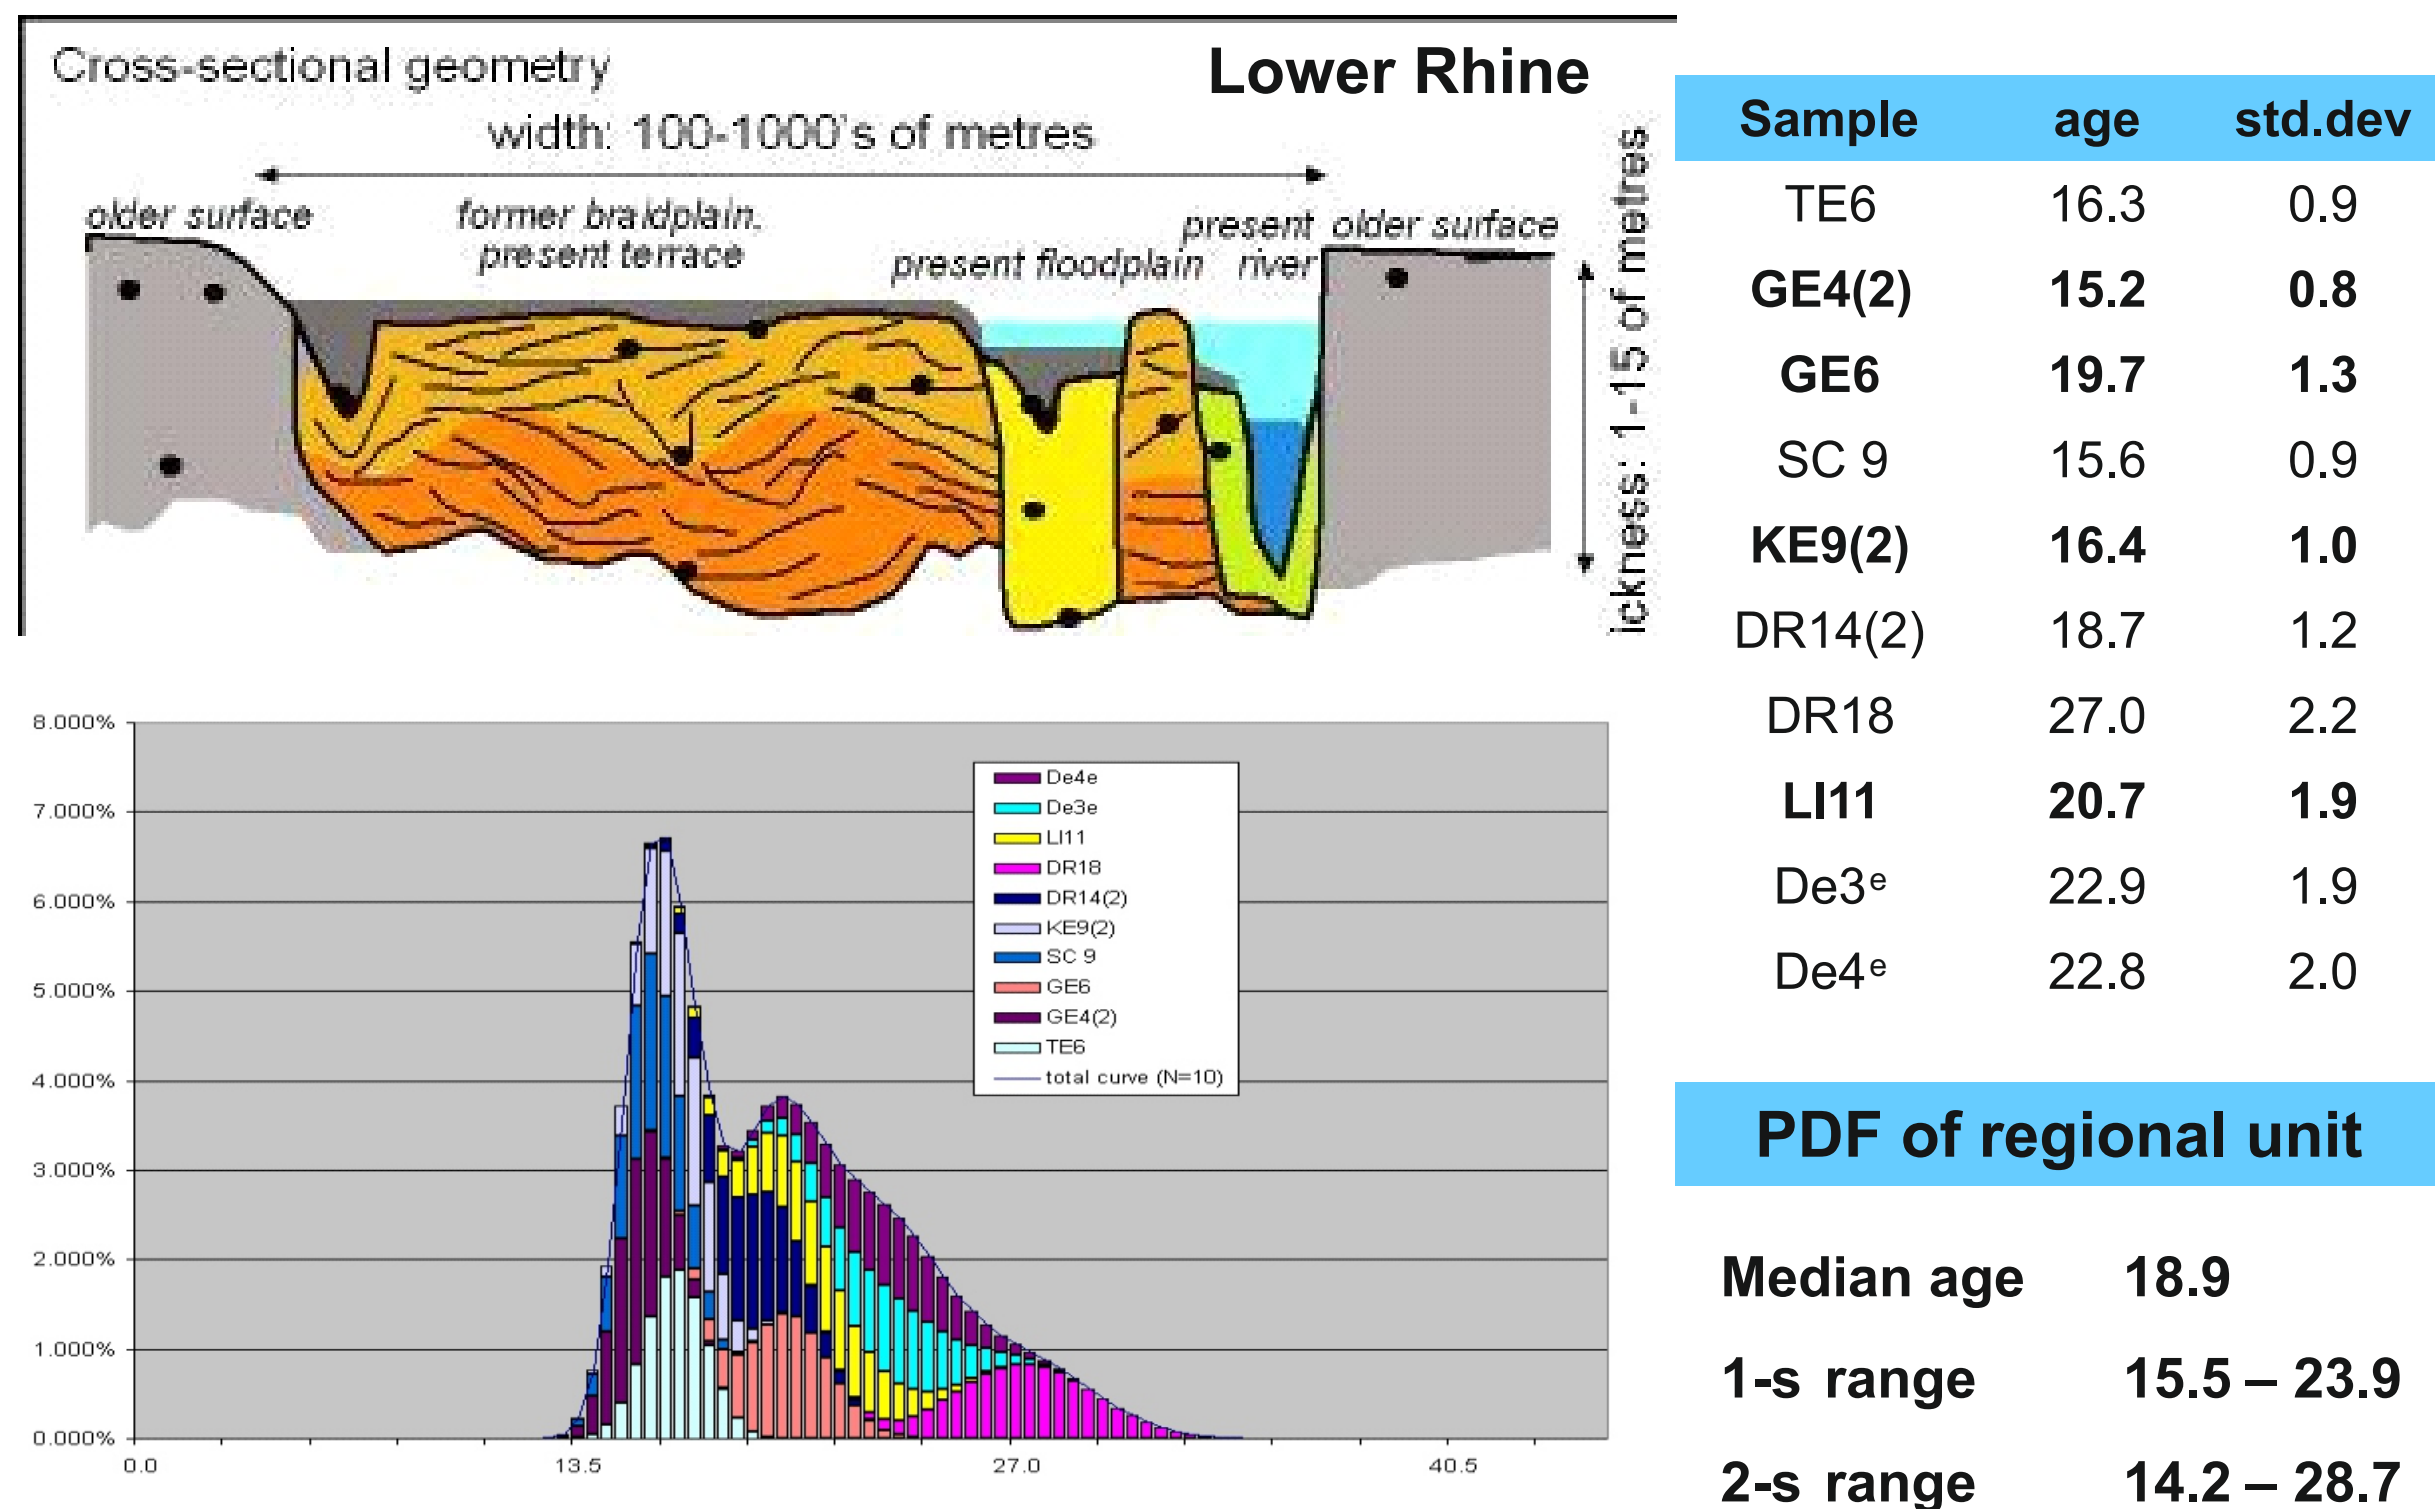 Cross-sectional geometry
Lower Rhine
width: 100-1000's of metres
older surface
former braidplain,
present terrace
present floodplain
present
river
older surface
ickness: 1-15 of metres
8.000%
7.000%
6.000%
5.000%
4.000%
3.000%
2.000%
1.000%
0.000%
0.0
13.5
27.0
40.5
De4e
De3e
LI11
DR18
DR14(2)
KE9(2)
SC 9
GE6
GE4(2)
TE6
total curve (N=10)
Sample age std.dev
TE6 16.3 0.9
GE4(2) 15.2 0.8
GE6 19.7 1.3
SC 9 15.6 0.9
KE9(2) 16.4 1.0
DR14(2) 18.7 1.2
DR18 27.0 2.2
LI11 20.7 1.9
De3ᵉ 22.9 1.9
De4ᵉ 22.8 2.0
PDF of regional unit
Median age 18.9
1-s range 15.5 – 23.9
2-s range 14.2 – 28.7